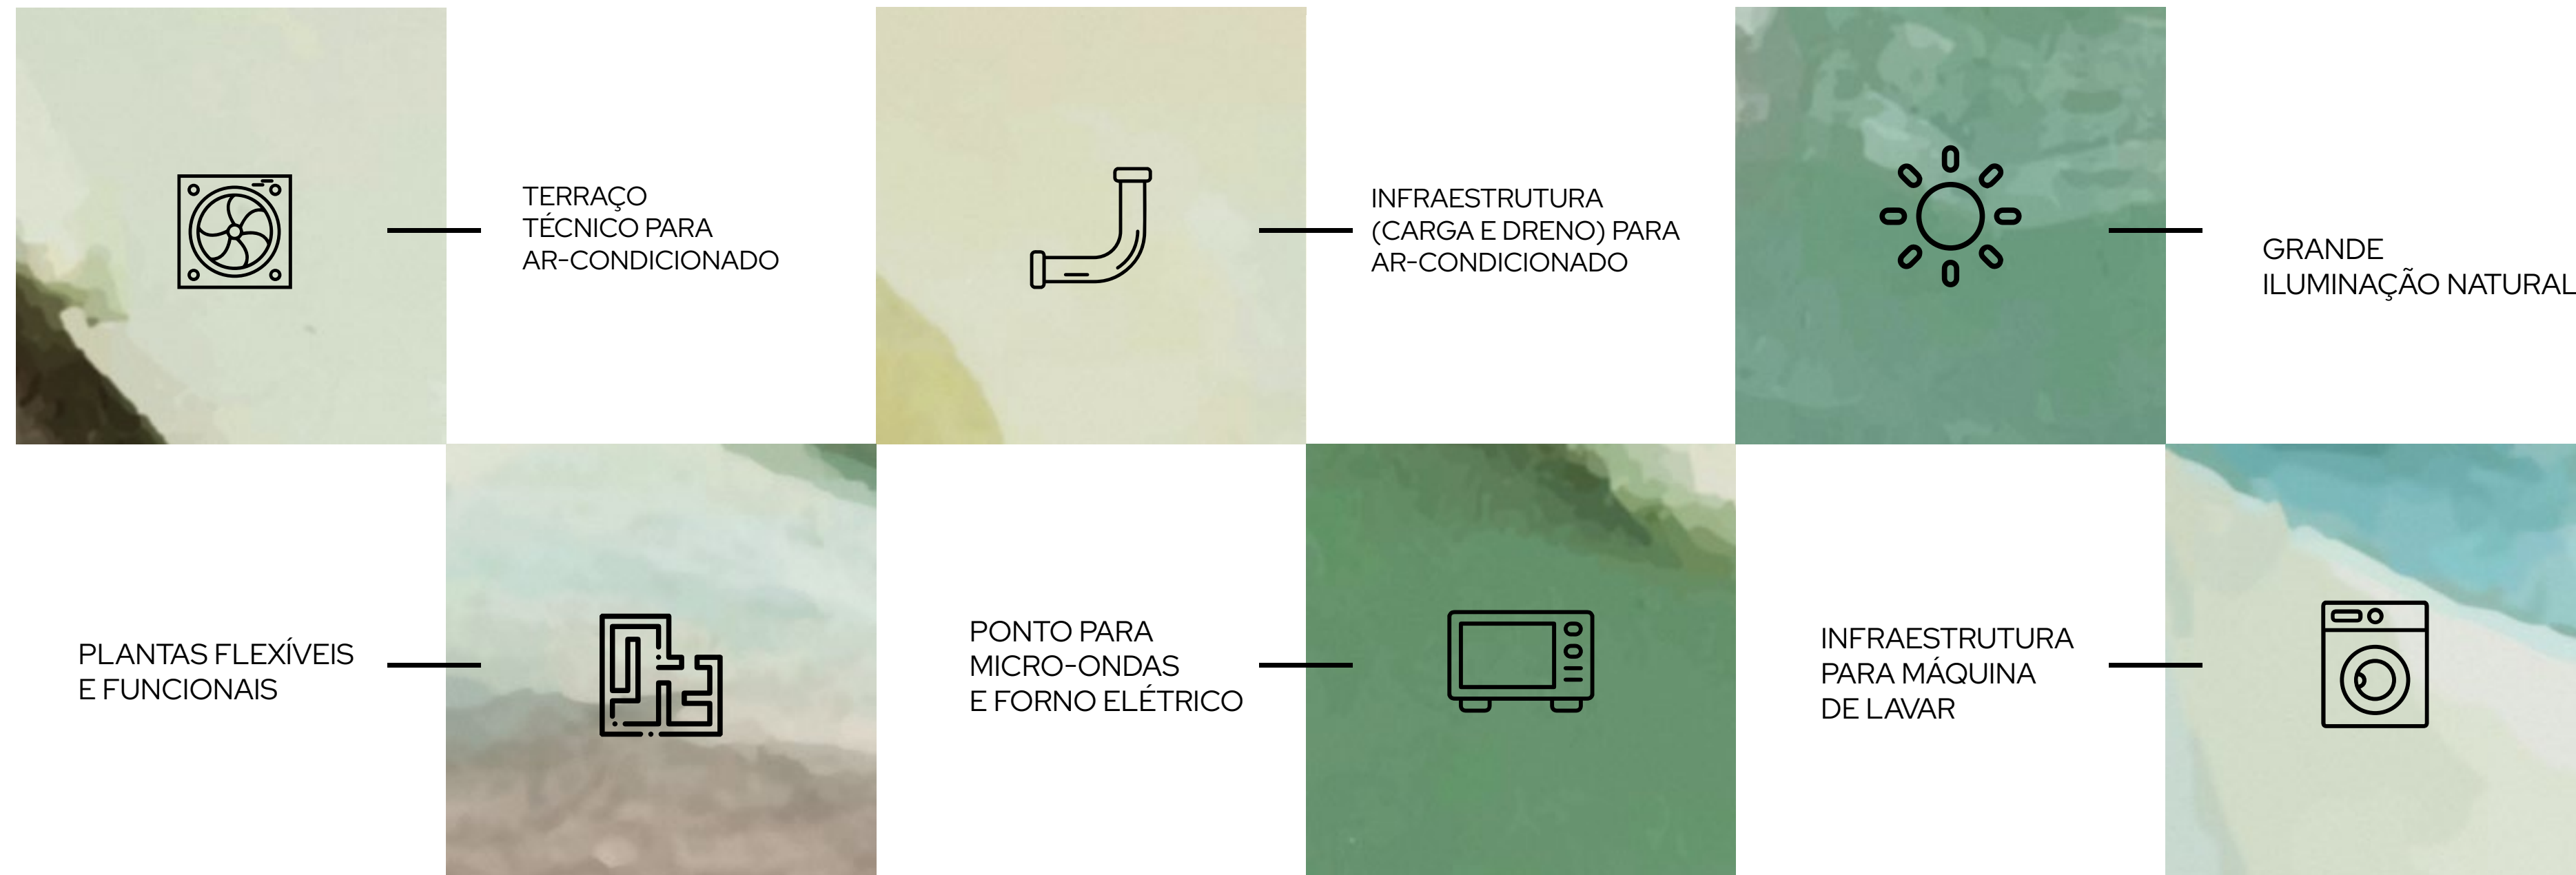 TERRAÇO
TÉCNICO PARA
AR-CONDICIONADO
INFRAESTRUTURA
(CARGA E DRENO) PARA
AR-CONDICIONADO
GRANDE
ILUMINAÇÃO NATURAL
PLANTAS FLEXÍVEIS
E FUNCIONAIS
PONTO PARA
MICRO-ONDAS
E FORNO ELÉTRICO
INFRAESTRUTURA
PARA MÁQUINA
DE LAVAR